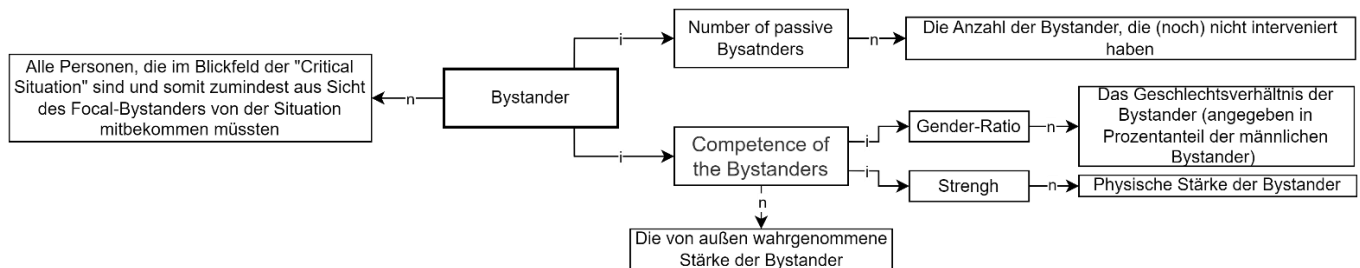 Alle Personen, die im Blickfeld der "Critical
Situation" sind und somit zumindest aus Sicht
des Focal-Bystanders von der Situation
mitbekommen müssten
n
Bystander
i
Number of passive
Bysatnders
n
Die Anzahl der Bystander, die (noch) nicht interveniert
haben
i
Competence of
the Bystanders
i
Gender-Ratio
n
Das Geschlechtsverhältnis der
Bystander (angegeben in
Prozentanteil der männlichen
Bystander)
i
Strengh
n
Physische Stärke der Bystander
n
Die von außen wahrgenommene
Stärke der Bystander